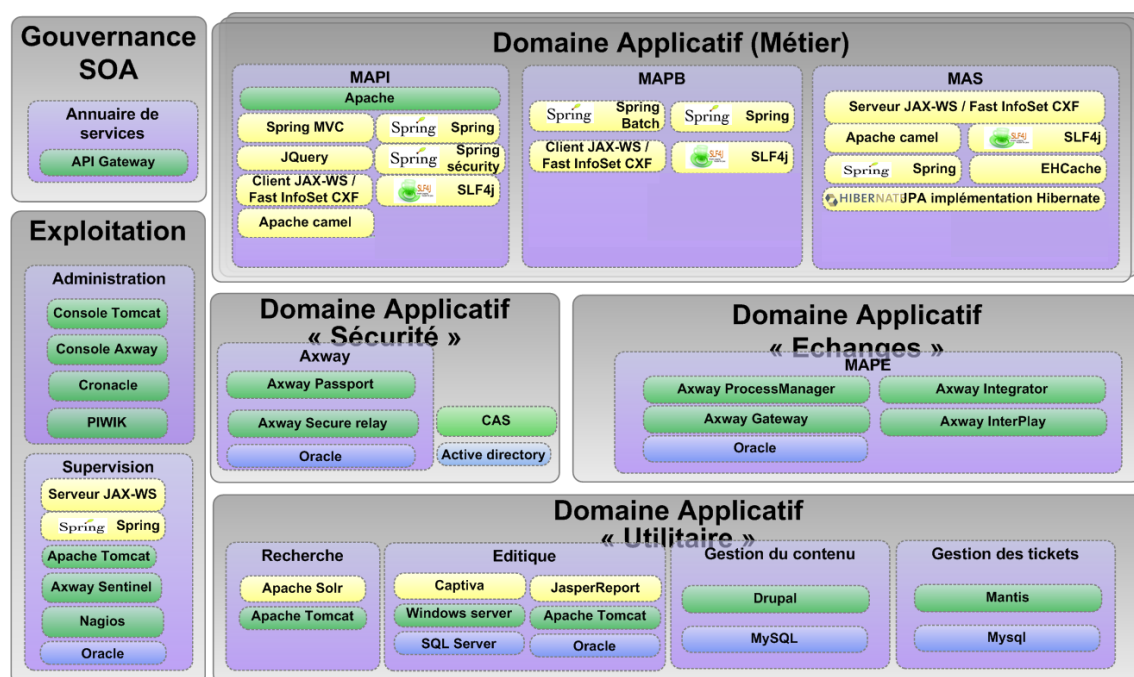 Gouvernance
SOA
Annuaire de
services
API Gateway
Exploitation
Administration
Console Tomcat
Console Axway
Cronacle
PIWIK
Supervision
Serveur JAX-WS
Spring Spring
Apache Tomcat
Axway Sentinel
Nagios
Oracle
Domaine Applicatif (Métier)
MAPI
Apache
Spring MVC
Spring Spring
JQuery
Spring Spring
sécurity
Client JAX-WS /
Fast InfoSet CXF
SLF4J SLF4j
Apache camel
MAPB
Spring Spring
Batch
Spring Spring
Client JAX-WS /
Fast InfoSet CXF
SLF4J SLF4j
MAS
Serveur JAX-WS / Fast InfoSet CXF
Apache camel
SLF4J SLF4j
Spring Spring
EHCache
HIBERNATE JPA implémentation Hibernate
Domaine Applicatif
« Sécurité »
Axway
Axway Passport
Axway Secure relay
Oracle
CAS
Active directory
Domaine Applicatif
« Echanges »
MAPE
Axway ProcessManager
Axway Integrator
Axway Gateway
Axway InterPlay
Oracle
Domaine Applicatif
« Utilitaire »
Recherche
Apache Solr
Apache Tomcat
Editique
Captiva
JasperReport
Windows server
Apache Tomcat
SQL Server
Oracle
Gestion du contenu
Drupal
MySQL
Gestion des tickets
Mantis
Mysql